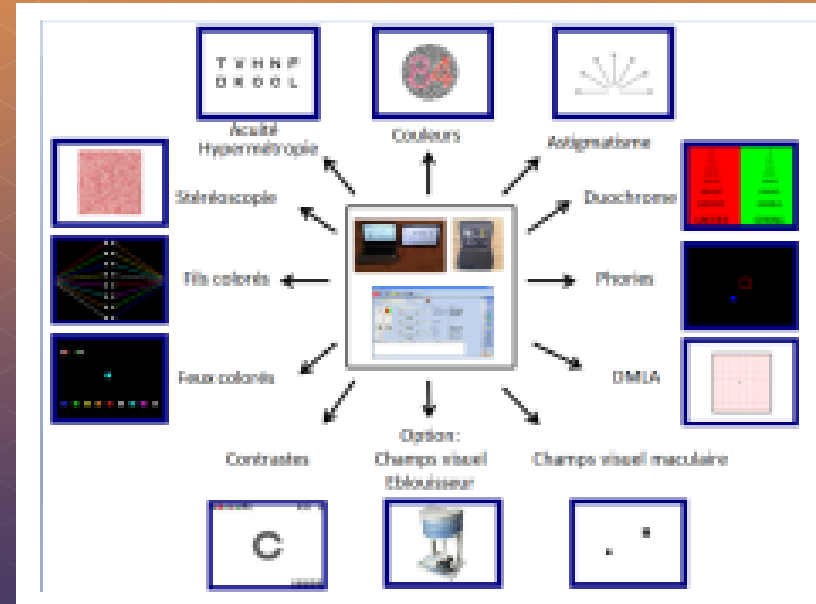 T V H N F
D K O O L
84
Acuité
Hypermétropie
Couleurs
Astigmatisme
Stéréoscopie
Duochrome
Fils colorés
Phories
Feux colorés
DMLA
Contrastes
Option :
Champs visuel
Eblouisseur
Champs visuel maculaire
C